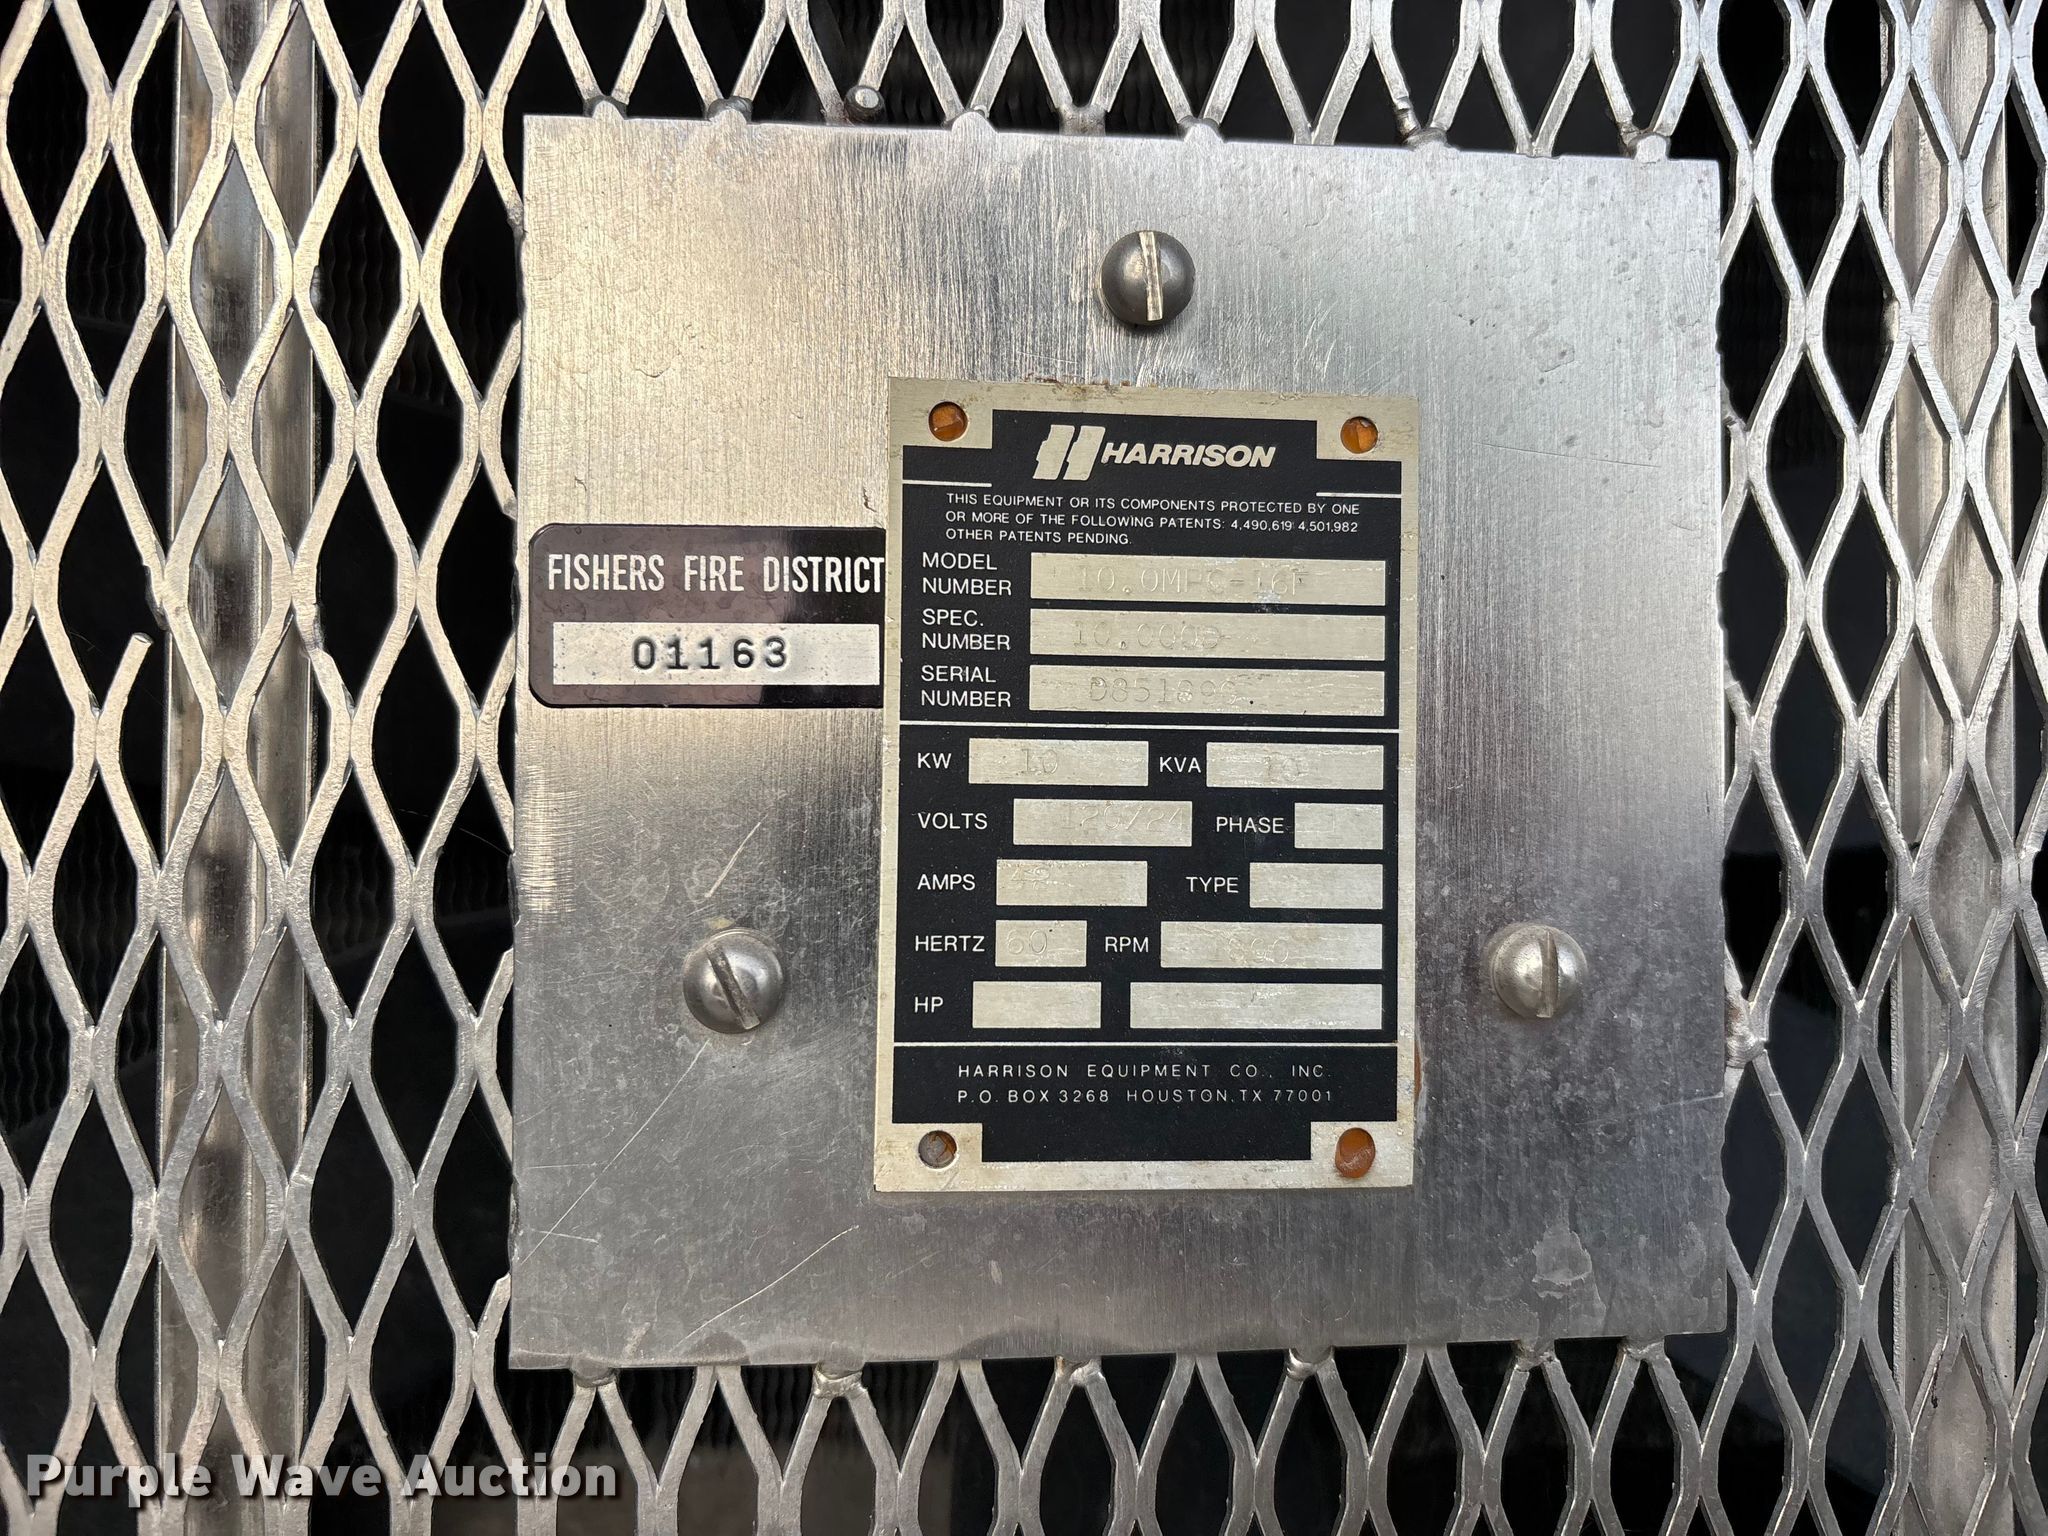 HARRISON
THIS EQUIPMENT OR ITS COMPONENTS PROTECTED BY ONE
OR MORE OF THE FOLLOWING PATENTS: 4,490,619; 4,501,982
OTHER PATENTS PENDING.
FISHERS FIRE DISTRICT
01163
MODEL NUMBER
SPEC. NUMBER
SERIAL NUMBER
KW 10 KVA
VOLTS 120/24 PHASE
AMPS TYPE
HERTZ 60 RPM
HP
HARRISON EQUIPMENT CO., INC.
P.O. BOX 3268 HOUSTON, TX 77001
Purple Wave Auction